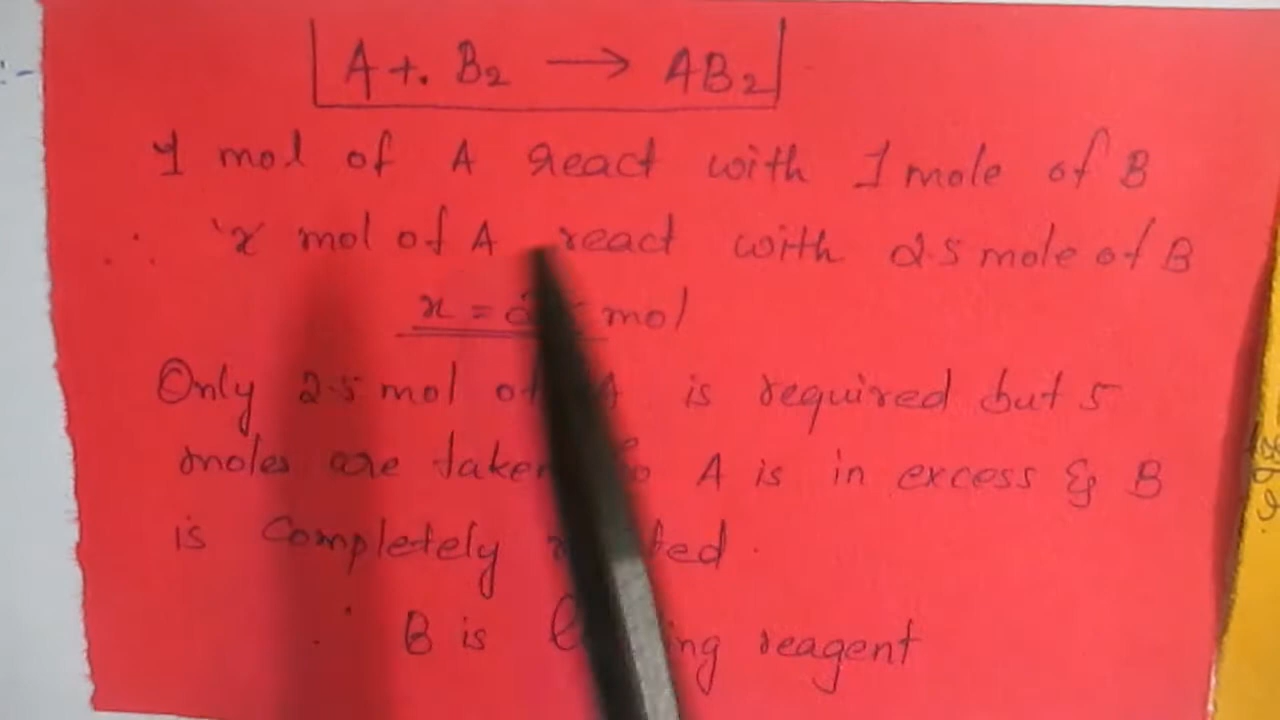 A + B2 → AB2
1 mol of A react with 1 mole of B
∴ x mol of A react with 2.5 mole of B
x = mol
Only 2.5 mol of A is required but 5
moles are taken so A is in excess & B
is completely
∴ B is reagent